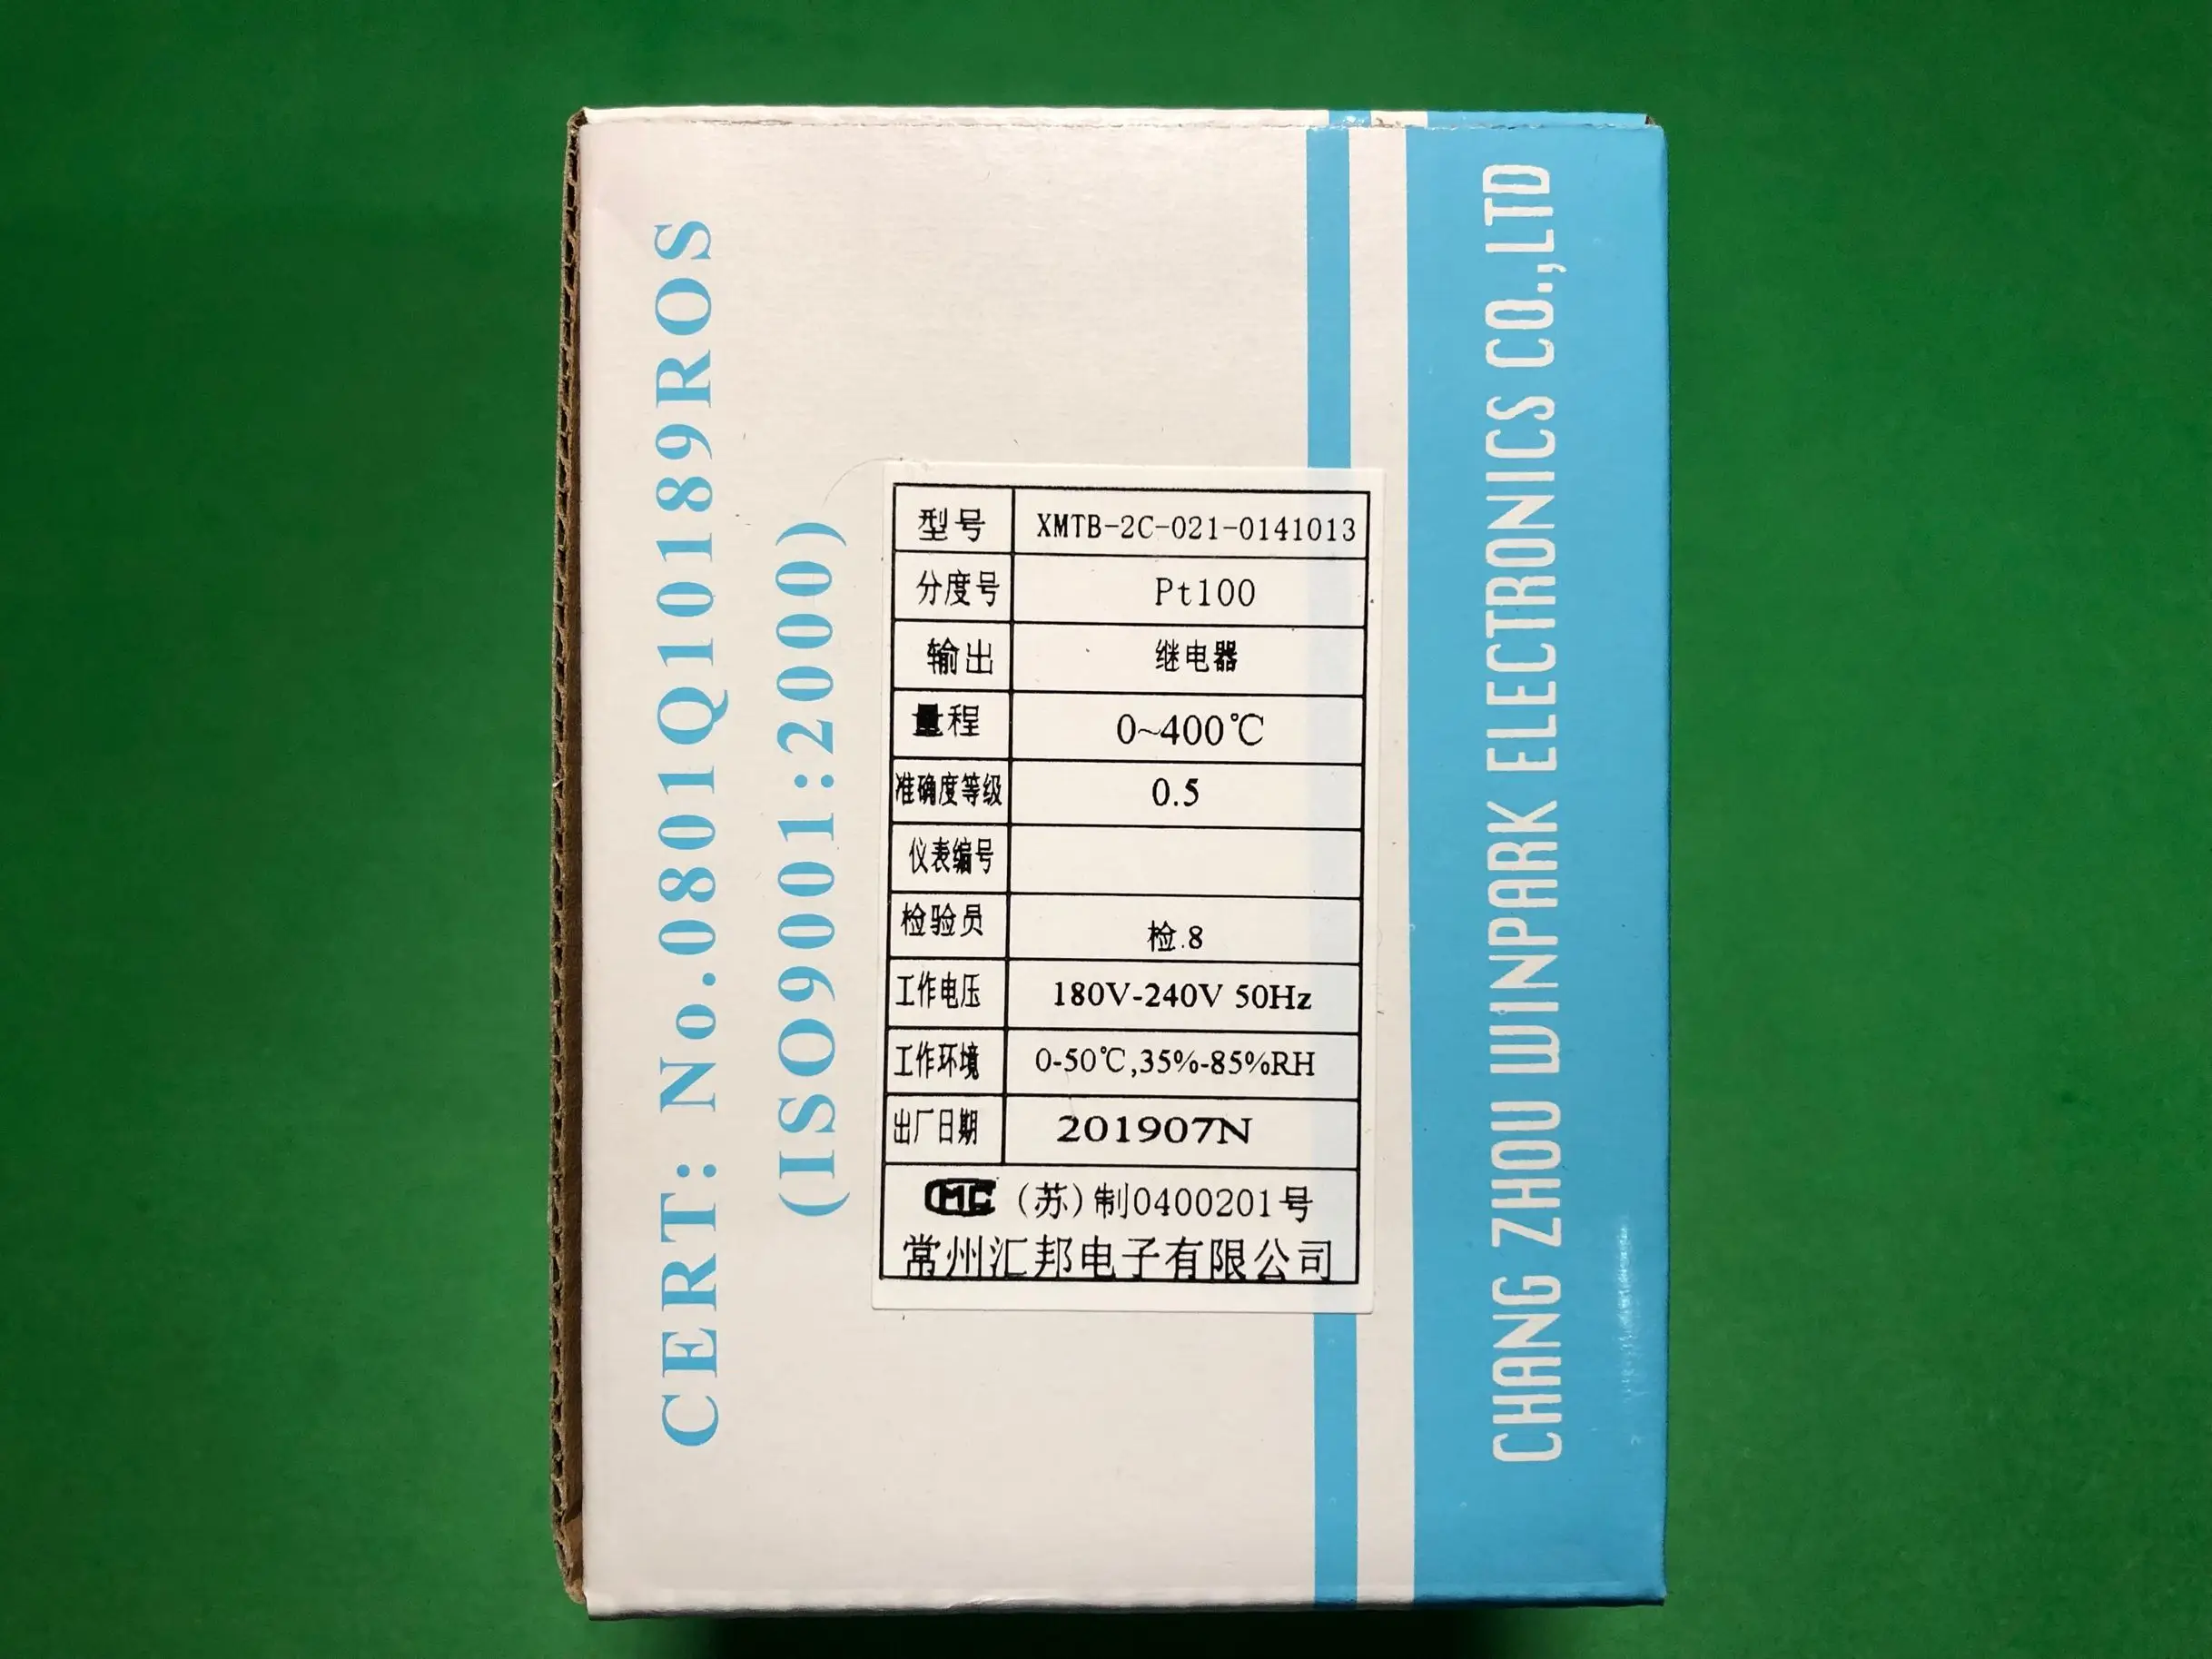 CERT: No.0801Q10189ROS
(ISO9001:2000)
型号 XMTB-2C-021-0141013
分度号 Pt100
输出 继电器
量程 0~400℃
准确度等级 0.5
仪表编号
检验员 检.8
工作电压 180V-240V 50Hz
工作环境 0-50℃,35%-85%RH
出厂日期 201907N
CMC (苏)制0400201号
常州汇邦电子有限公司
CHANG ZHOU WINPARK ELECTRONICS CO.,LTD